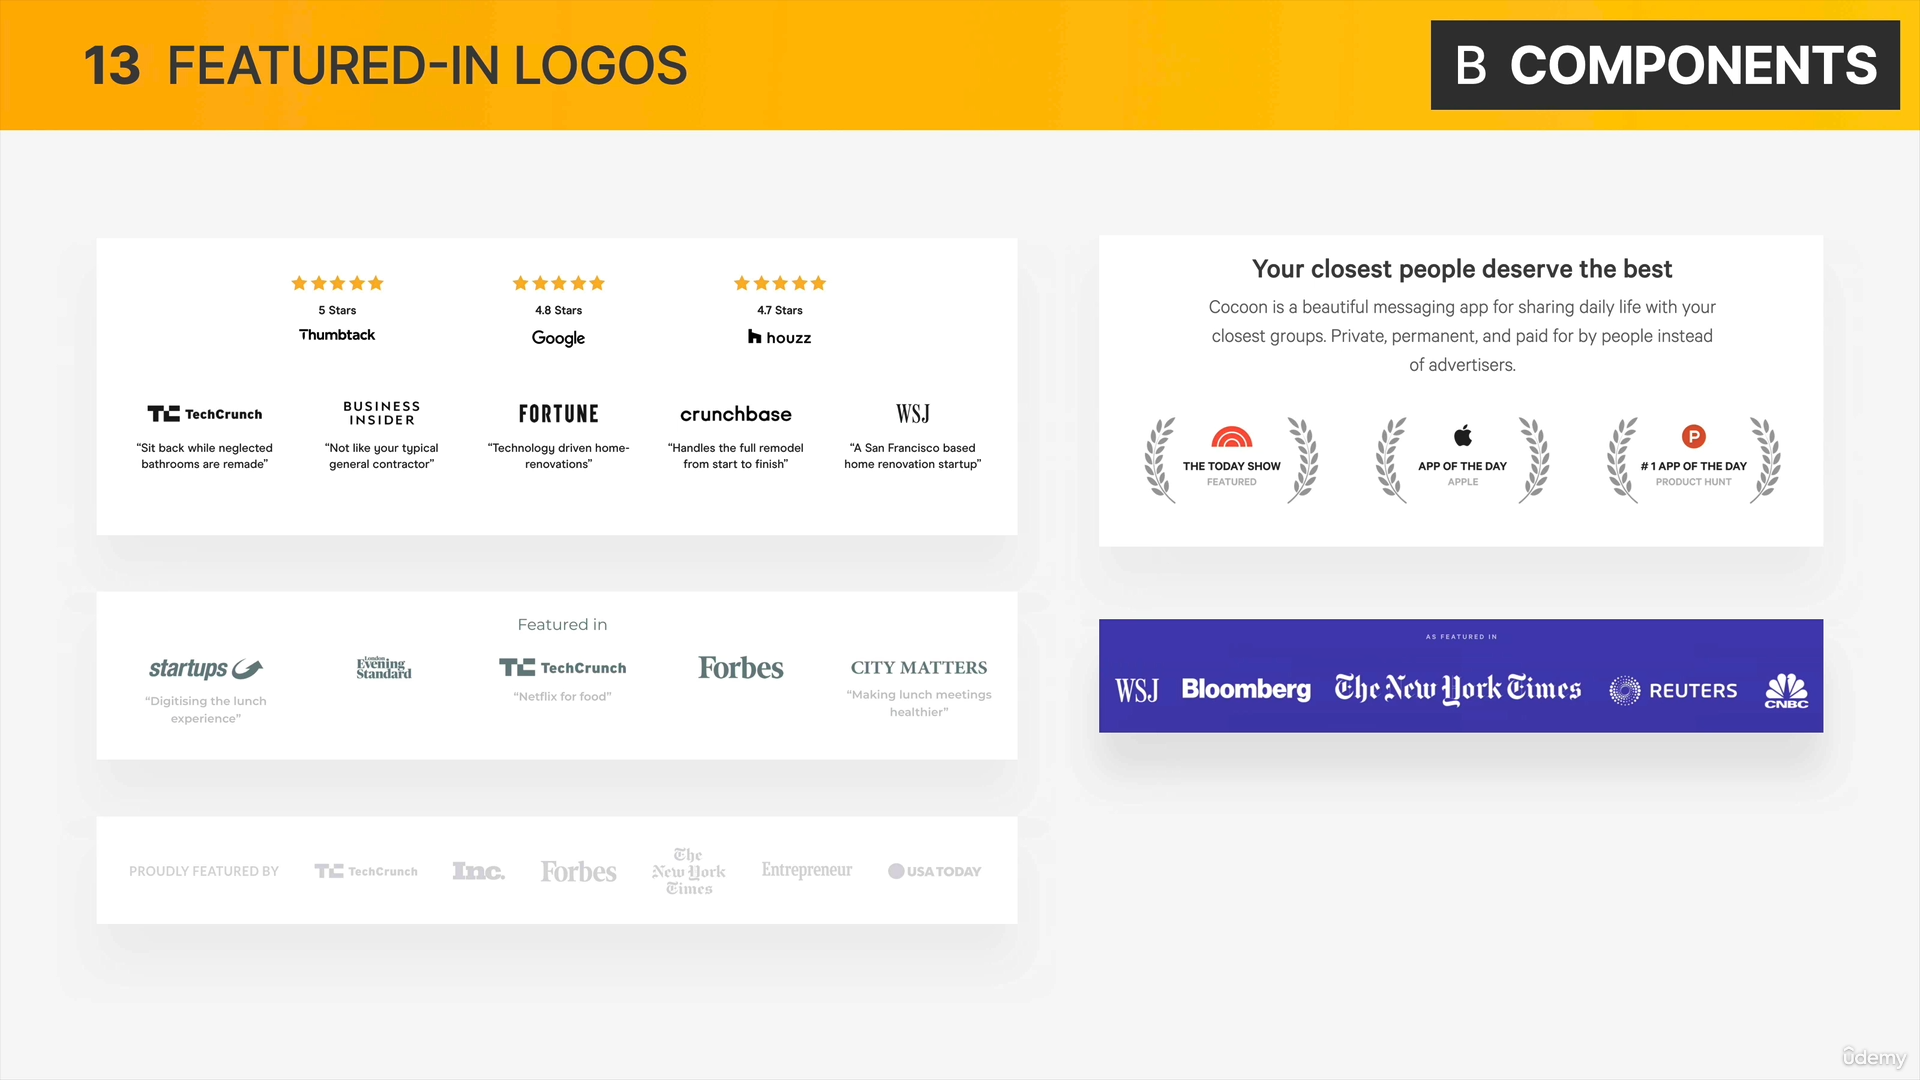 13 FEATURED-IN LOGOS
B COMPONENTS
5 Stars
4.8 Stars
4.7 Stars
Thumbtack
Google
houzz
TC TechCrunch
BUSINESS
INSIDER
FORTUNE
crunchbase
WSJ
“Sit back while neglected
bathrooms are remade”
“Not like your typical
general contractor”
“Technology driven home-
renovations”
“Handles the full remodel
from start to finish”
“A San Francisco based
home renovation startup”
Featured in
startups
London
Evening
Standard
TC TechCrunch
Forbes
CITY MATTERS
“Digitising the lunch
experience”
“Netflix for food”
“Making lunch meetings
healthier”
PROUDLY FEATURED BY
TC TechCrunch
Inc.
Forbes
The
New York
Times
Entrepreneur
USA TODAY
Your closest people deserve the best
Cocoon is a beautiful messaging app for sharing daily life with your
closest groups. Private, permanent, and paid for by people instead
of advertisers.
THE TODAY SHOW
FEATURED
APP OF THE DAY
APPLE
P
# 1 APP OF THE DAY
PRODUCT HUNT
AS FEATURED IN
WSJ
Bloomberg
The New York Times
REUTERS
CNBC
ûdemy